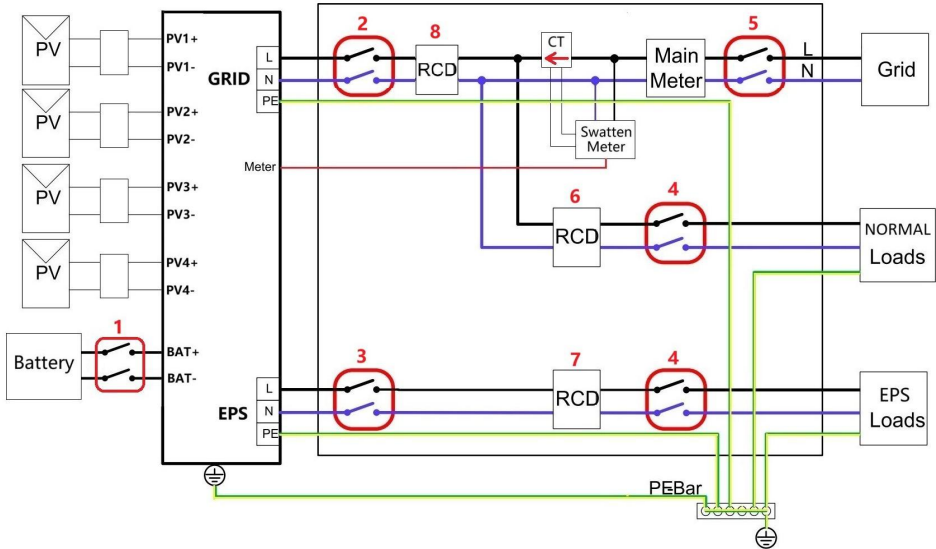 PV
PV1+
PV1-
PV
PV2+
PV2-
PV
PV3+
PV3-
PV
PV4+
PV4-
Battery
1
BAT+
BAT-
GRID
L
N
PE
Meter
EPS
L
N
PE
2
8
RCD
CT
Swatten
Meter
Main
Meter
5
L
N
Grid
6
RCD
4
NORMAL
Loads
3
7
RCD
4
EPS
Loads
PEBar